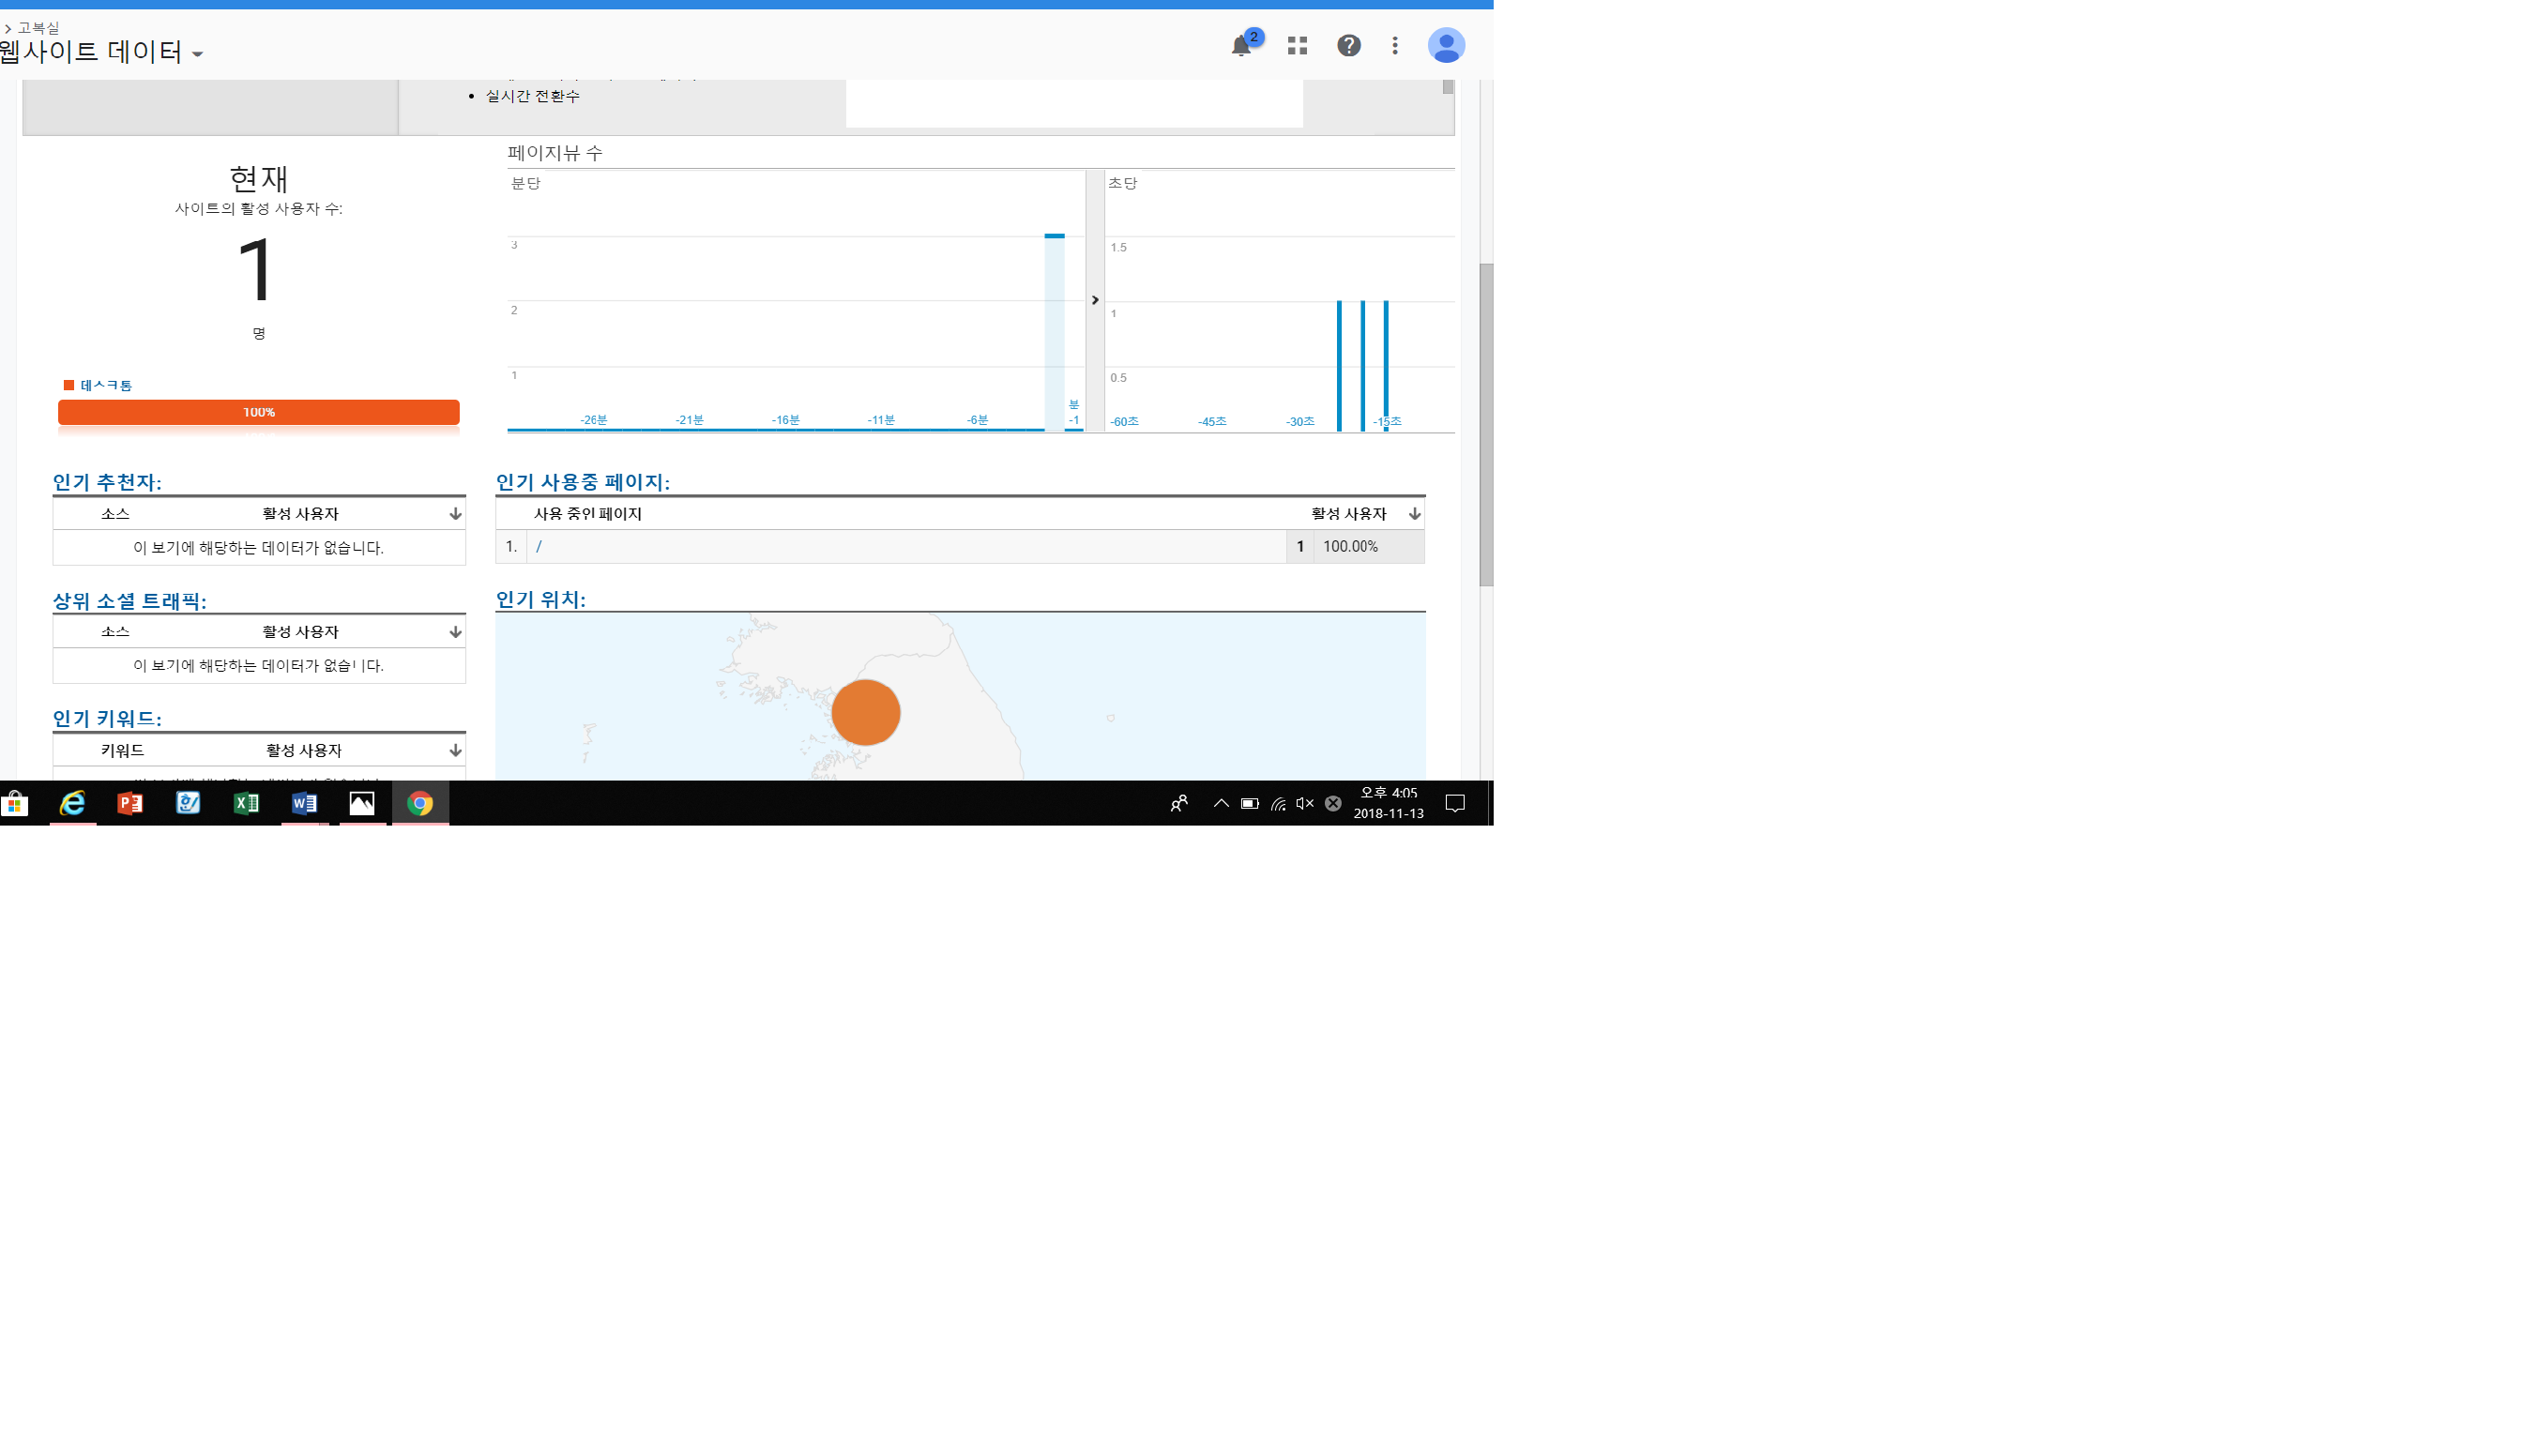 > 고복실
웹사이트 데이터
2
• 실시간 전환수
현재
사이트의 활성 사용자 수:
1
명
데스크톱
100%
페이지뷰 수
분당
3
2
1
-26분
-21분
-16분
-11분
-6분
분
-1
초당
1.5
1
0.5
-60초
-45초
-30초
-15초
인기 추천자:
소스 활성 사용자
이 보기에 해당하는 데이터가 없습니다.
상위 소셜 트래픽:
소스 활성 사용자
이 보기에 해당하는 데이터가 없습니다.
인기 키워드:
키워드 활성 사용자
인기 사용중 페이지:
사용 중인 페이지 활성 사용자
1. / 1 100.00%
인기 위치:
오후 4:05
2018-11-13